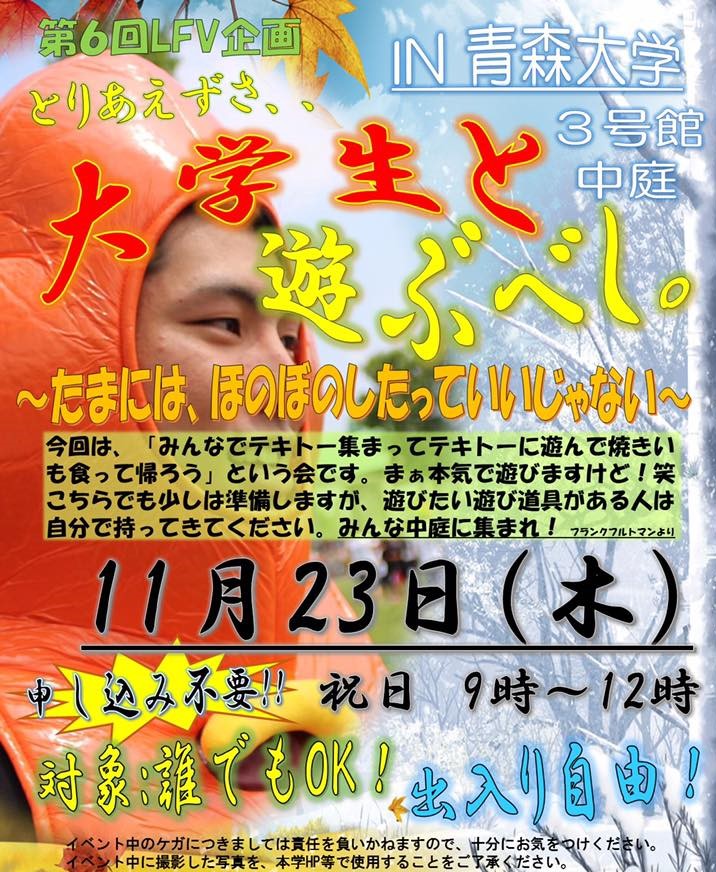 第6回LFV企画
IN 青森大学
３号館
中庭
とりあえずさ、、
大学生と
遊ぶべし。
～たまには、ほのぼのしたっていいじゃない～
今回は、「みんなでテキトー集まってテキトーに遊んで焼きい
も食って帰ろう」という会です。まぁ本気で遊びますけど！笑
こちらでも少しは準備しますが、遊びたい遊び道具がある人は
自分で持ってきてください。みんな中庭に集まれ！ フランクフルトマンより
11月23日（木）
申し込み不要!! 祝日 9時～12時
対象:誰でもOK！ 出入り自由！
イベント中のケガにつきましては責任を負いかねますので、十分にお気をつけください。
イベント中に撮影した写真を、本学HP等で使用することをご了承ください。